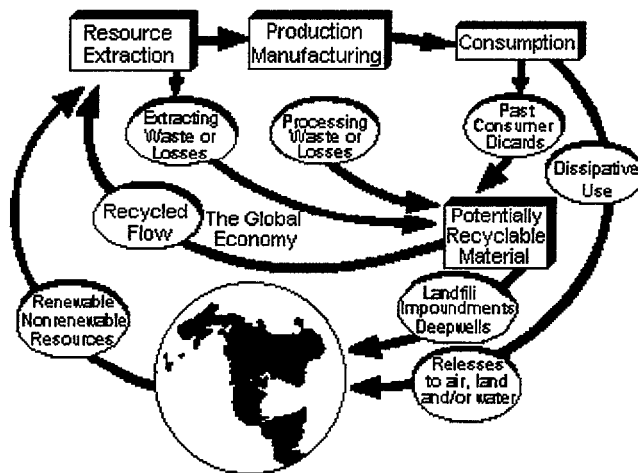 Resource
Extraction
Production
Manufacturing
Consumption
Extracting
Waste or
Losses
Processing
Waste or
Losses
Past
Consumer
Dicards
Dissipative
Use
Recycled
Flow
The Global
Economy
Potentially
Recyclable
Material
Renewable
Nonrenewable
Resources
Landfill
Impoundments
Deepwells
Relesses
to air, land
and/or water